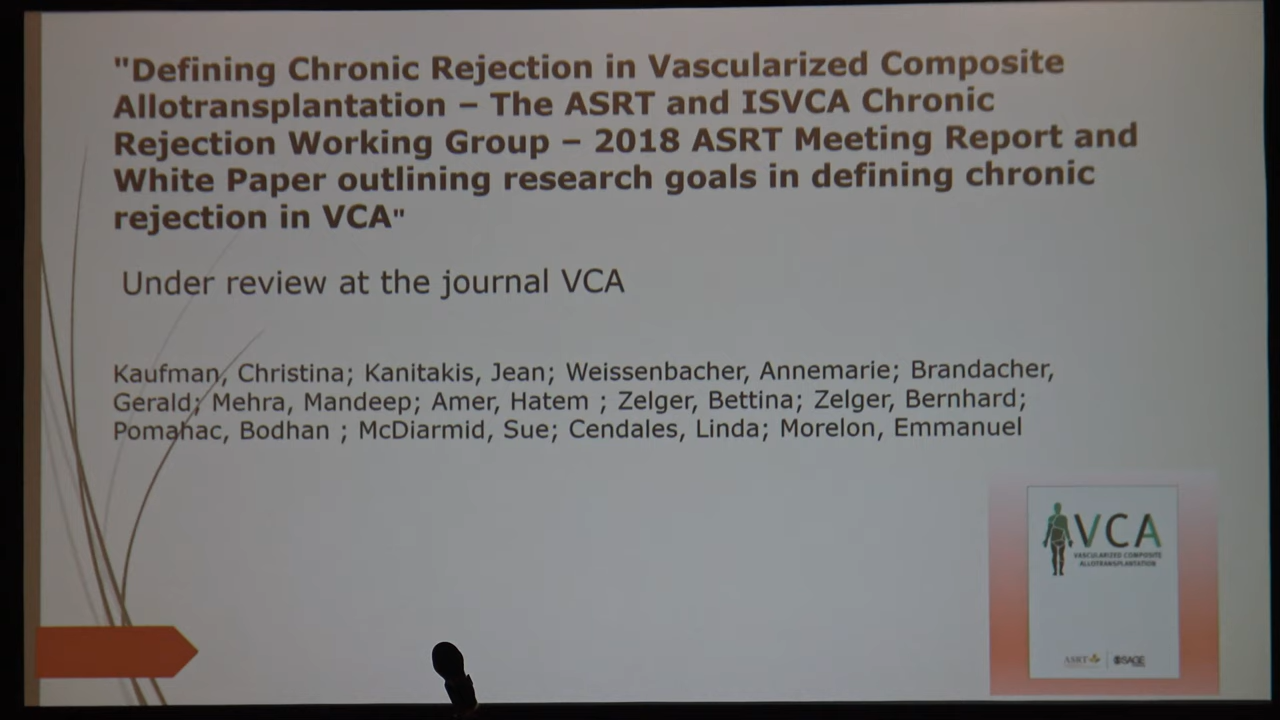 "Defining Chronic Rejection in Vascularized Composite
Allotransplantation – The ASRT and ISVCA Chronic
Rejection Working Group – 2018 ASRT Meeting Report and
White Paper outlining research goals in defining chronic
rejection in VCA"
Under review at the journal VCA
Kaufman, Christina; Kanitakis, Jean; Weissenbacher, Annemarie; Brandacher,
Gerald; Mehra, Mandeep; Amer, Hatem ; Zelger, Bettina; Zelger, Bernhard;
Pomahac, Bodhan ; McDiarmid, Sue; Cendales, Linda; Morelon, Emmanuel
VCA
VASCULARIZED COMPOSITE
ALLOTRANSPLANTATION
ASRT SAGE